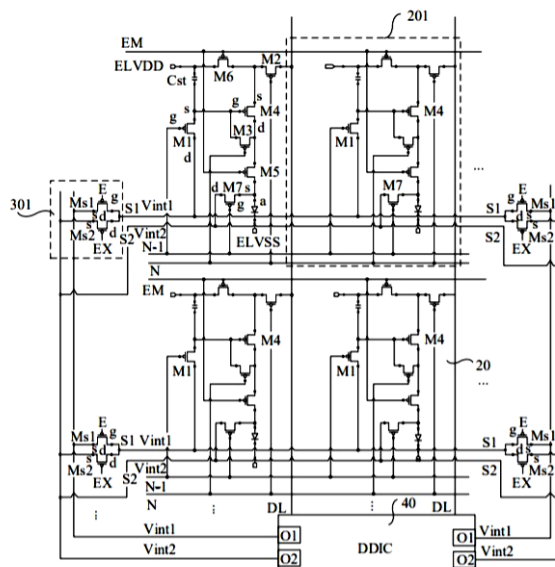 201
EM
M2
ELVDD
M6
Cst
s
g
s
g
M4
M4
M3
d
M1
M1
d
M5
...
301
E
Ms1
g
d
M7
s
g
a
M7
E
S1
Vint1
S1
g
Ms1
s
d
d
s
Ms2
s
d
S2
Vint2
S2
d
s
Ms2
EX
ELVSS
EX
N-1
N
EM
M4
M4
20
M1
M1
...
E
Ms1
g
S1
Vint1
S1
g
E
Ms1
s
d
d
s
Ms2
s
d
S2
Vint2
S2
d
s
Ms2
EX
N-1
EX
N
DL
40
DL
Vint1
O1
DDIC
O1
Vint1
Vint2
O2
O2
Vint2